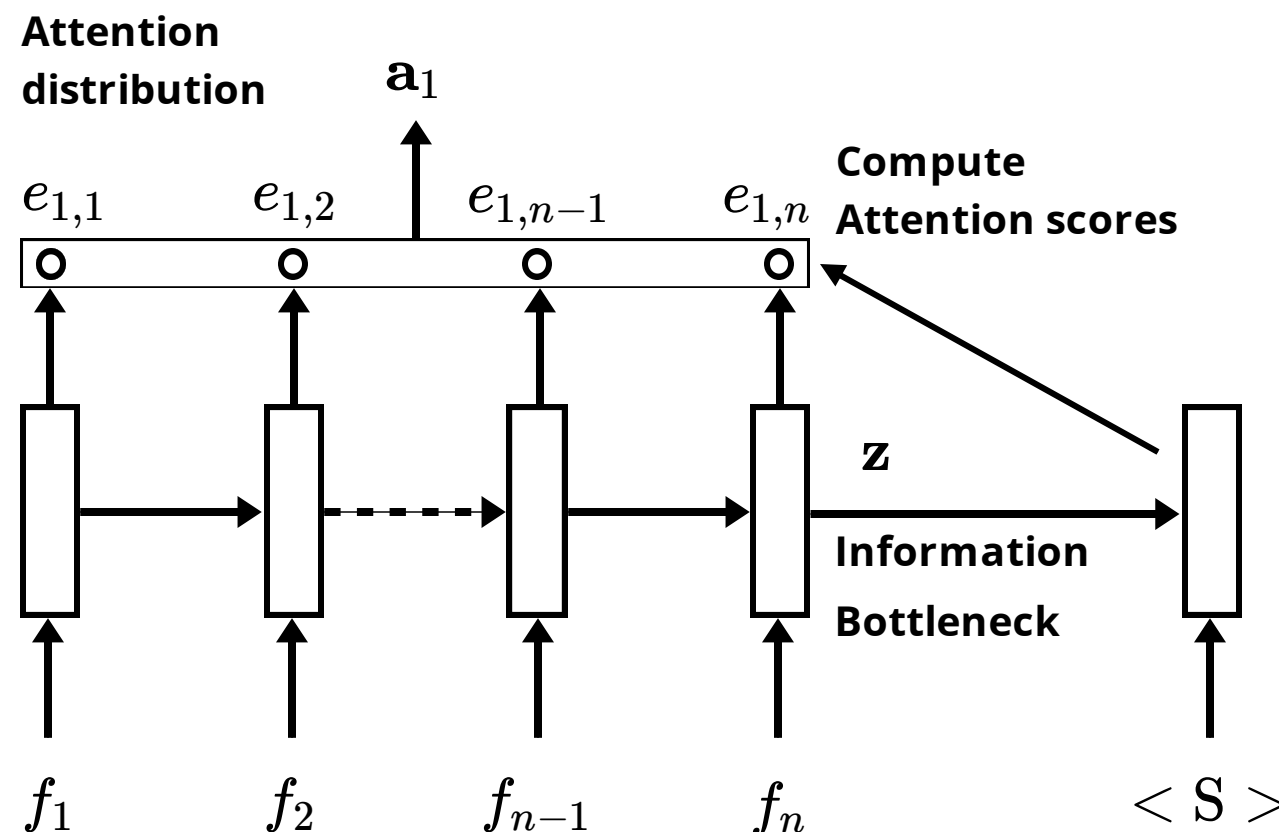 Attention
distribution
a₁
Compute
Attention scores
e₁,₁ e₁,₂ e₁,ₙ₋₁ e₁,ₙ
z
Information
Bottleneck
f₁ f₂ fₙ₋₁ fₙ < S >